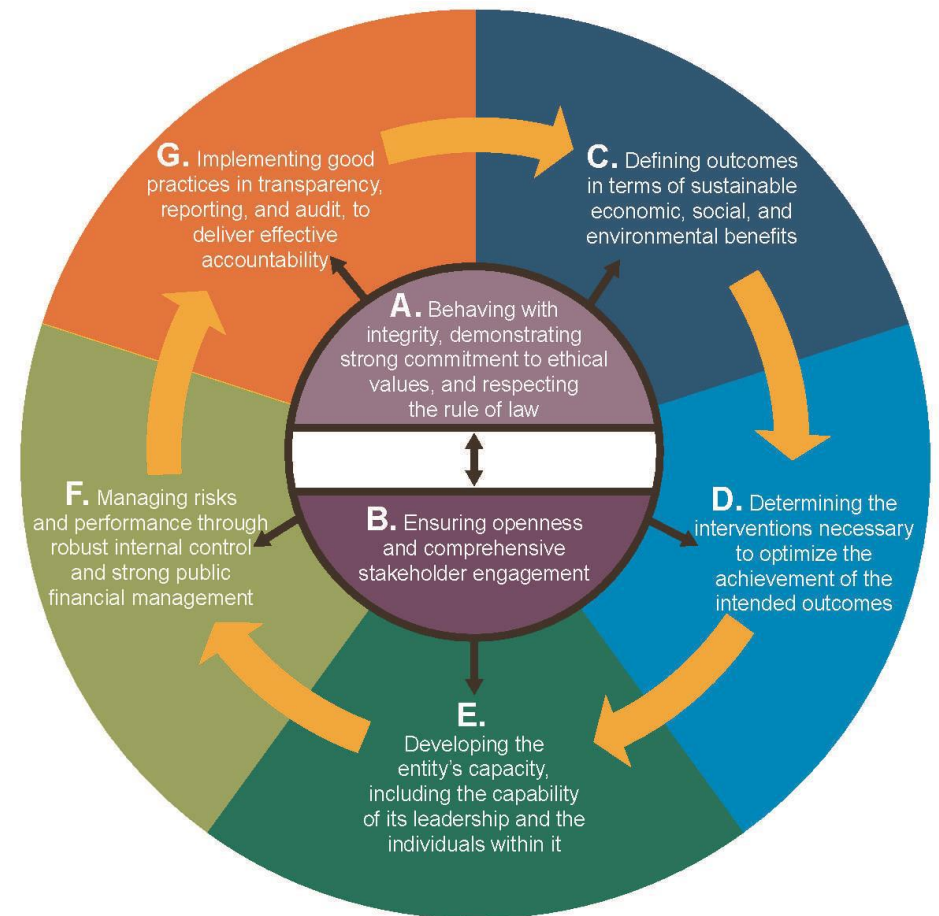 A. Behaving with
integrity, demonstrating
strong commitment to ethical
values, and respecting
the rule of law
B. Ensuring openness
and comprehensive
stakeholder engagement
C. Defining outcomes
in terms of sustainable
economic, social, and
environmental benefits
D. Determining the
interventions necessary
to optimize the
achievement of the
intended outcomes
E.
Developing the
entity's capacity,
including the capability
of its leadership and the
individuals within it
F. Managing risks
and performance through
robust internal control
and strong public
financial management
G. Implementing good
practices in transparency,
reporting, and audit, to
deliver effective
accountability